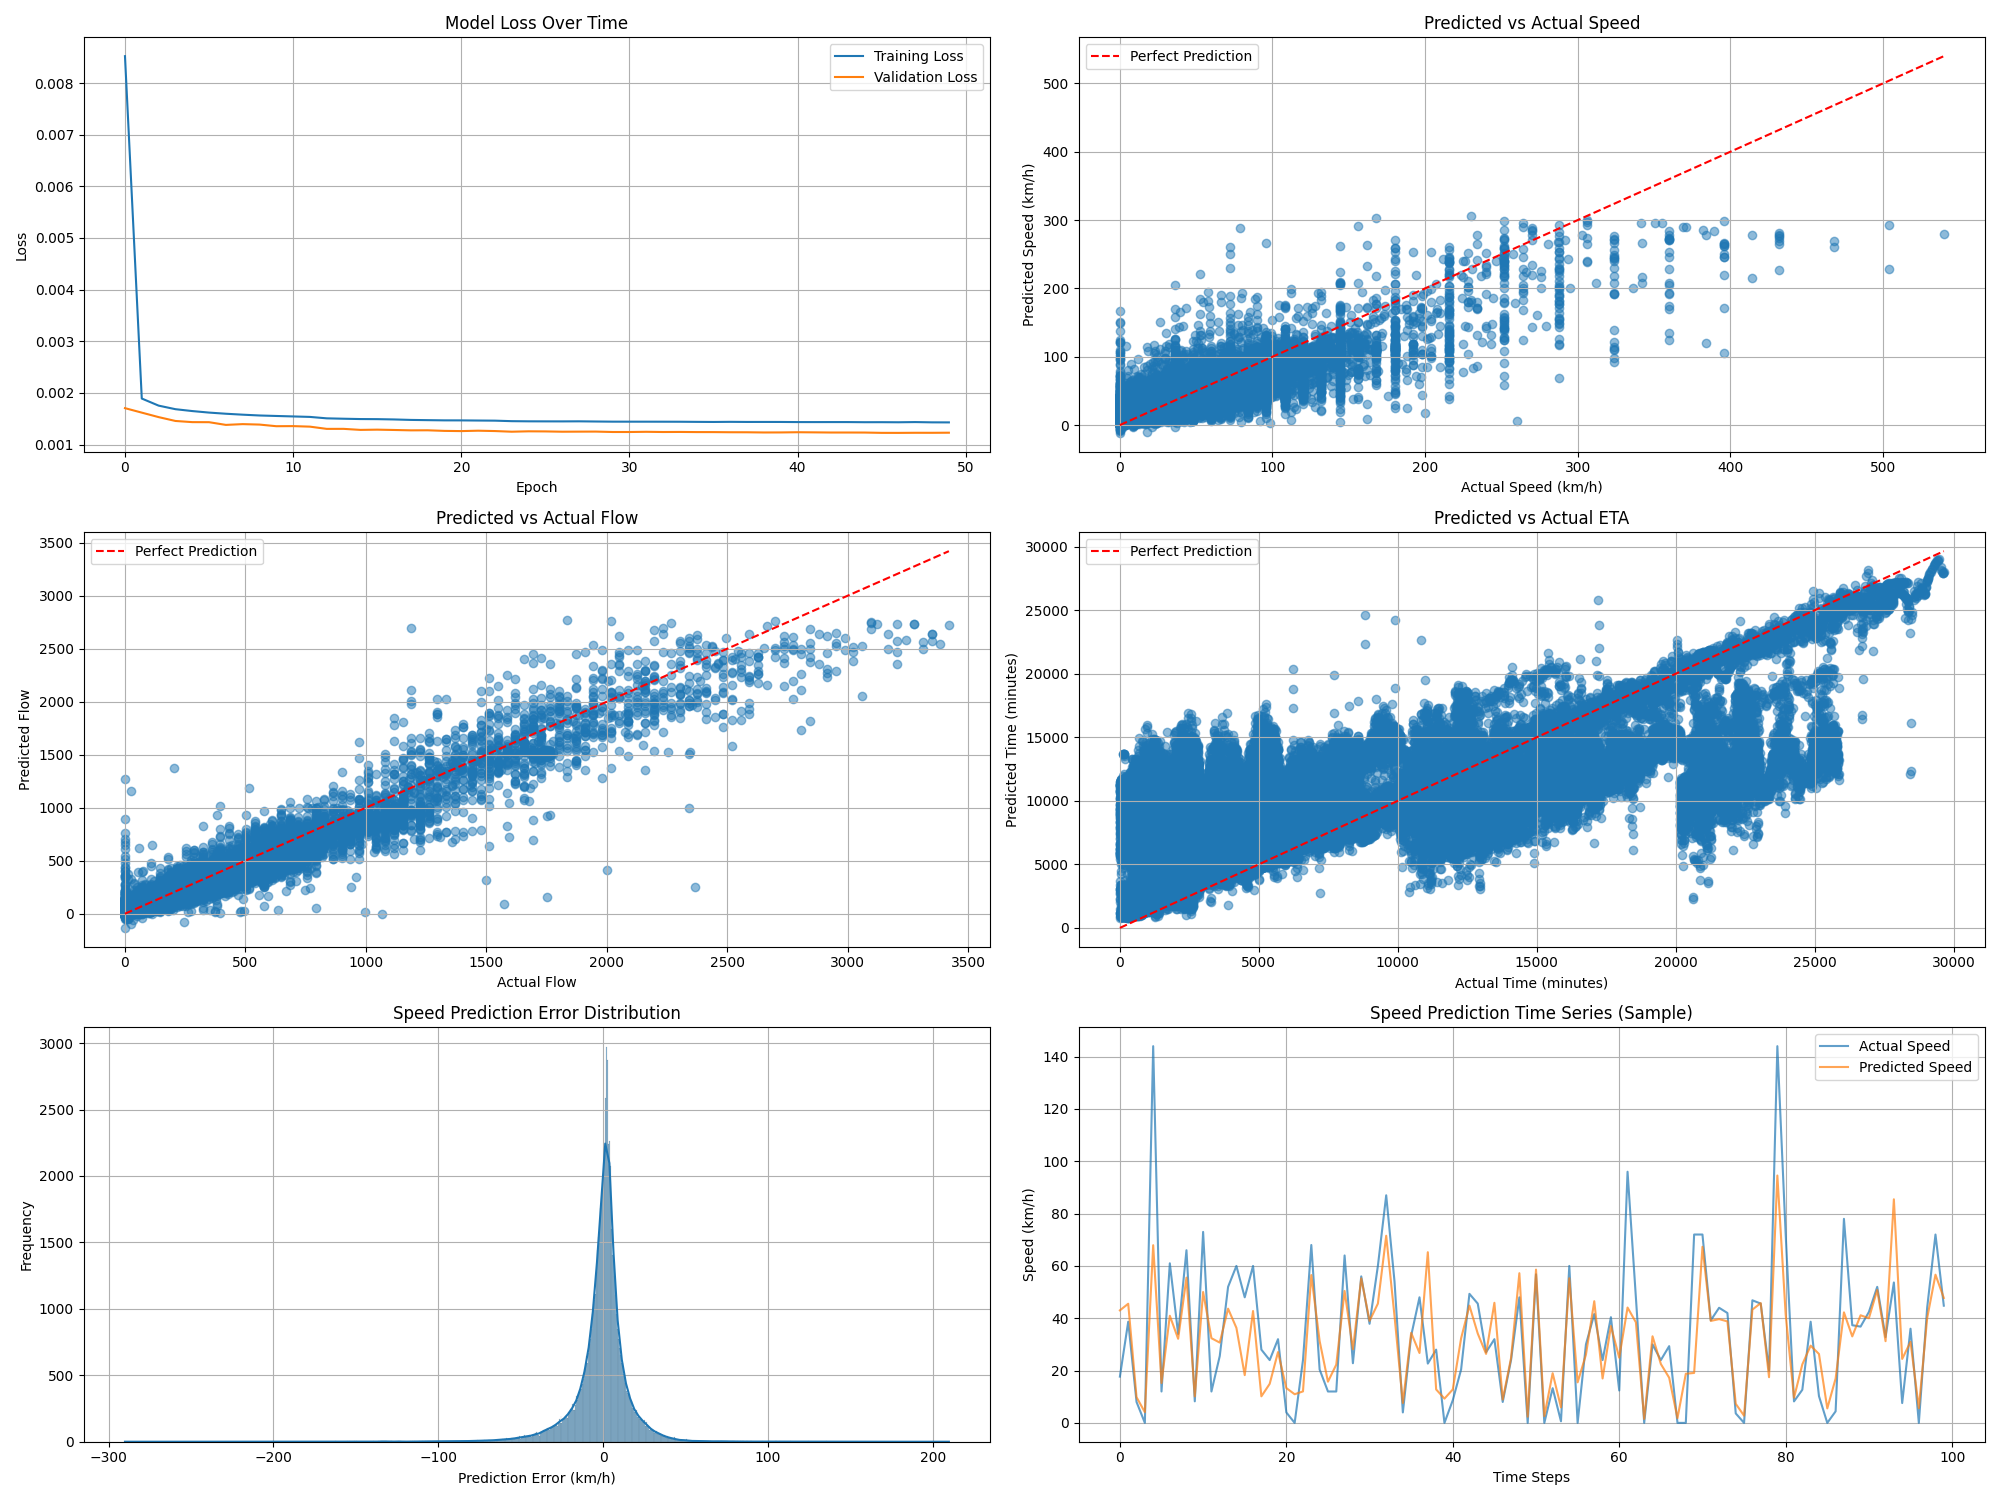 Model Loss Over Time
Training Loss
Validation Loss
0.008
0.007
0.006
0.005
0.004
0.003
0.002
0.001
Loss
0 10 20 30 40 50
Epoch
Predicted vs Actual Speed
Perfect Prediction
500
400
300
200
100
0
Predicted Speed (km/h)
0 100 200 300 400 500
Actual Speed (km/h)
Predicted vs Actual Flow
Perfect Prediction
3500
3000
2500
2000
1500
1000
500
0
Predicted Flow
0 500 1000 1500 2000 2500 3000 3500
Actual Flow
Predicted vs Actual ETA
Perfect Prediction
30000
25000
20000
15000
10000
5000
0
Predicted Time (minutes)
0 5000 10000 15000 20000 25000 30000
Actual Time (minutes)
Speed Prediction Error Distribution
3000
2500
2000
1500
1000
500
0
Frequency
−300 −200 −100 0 100 200
Prediction Error (km/h)
Speed Prediction Time Series (Sample)
Actual Speed
Predicted Speed
140
120
100
80
60
40
20
0
Speed (km/h)
0 20 40 60 80 100
Time Steps